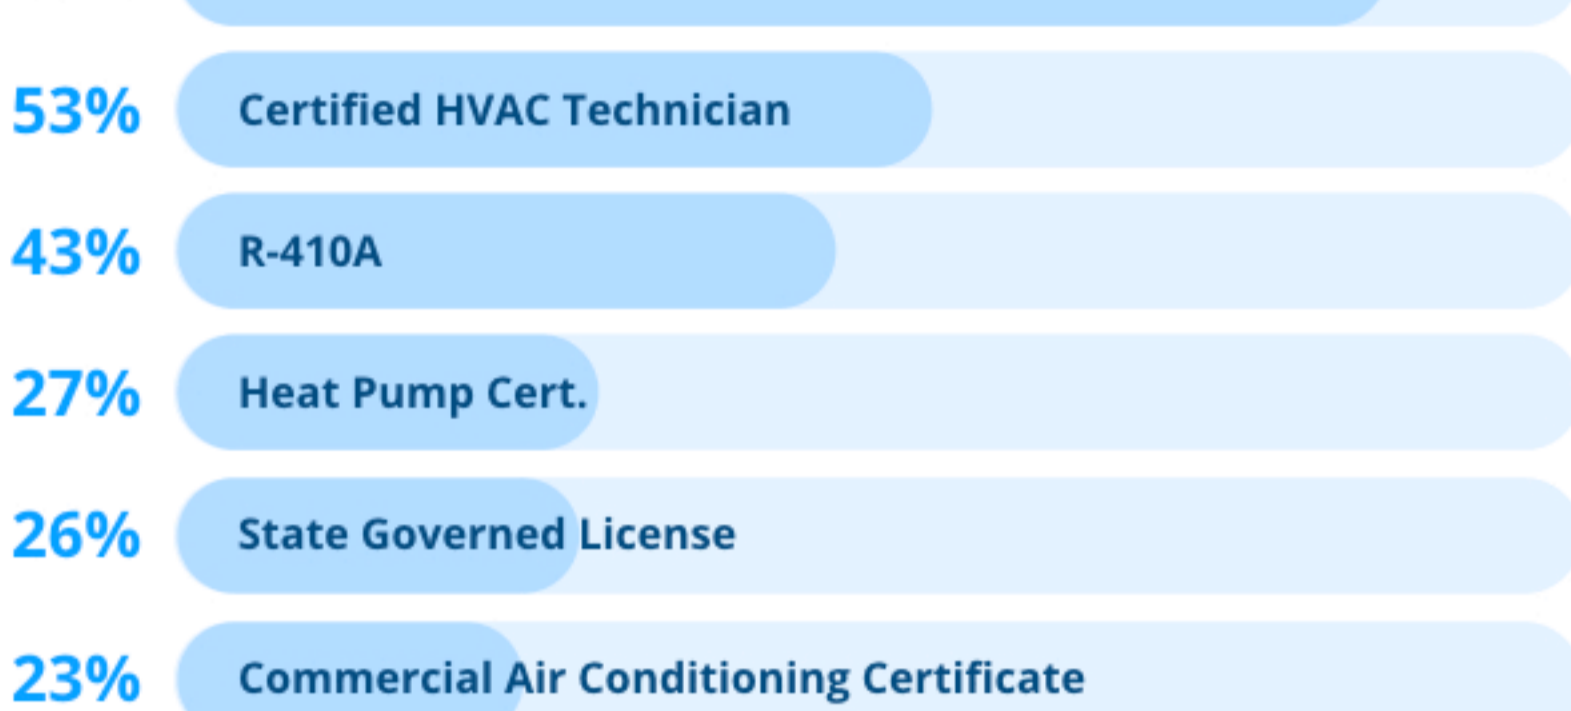 53% Certified HVAC Technician
43% R-410A
27% Heat Pump Cert.
26% State Governed License
23% Commercial Air Conditioning Certificate